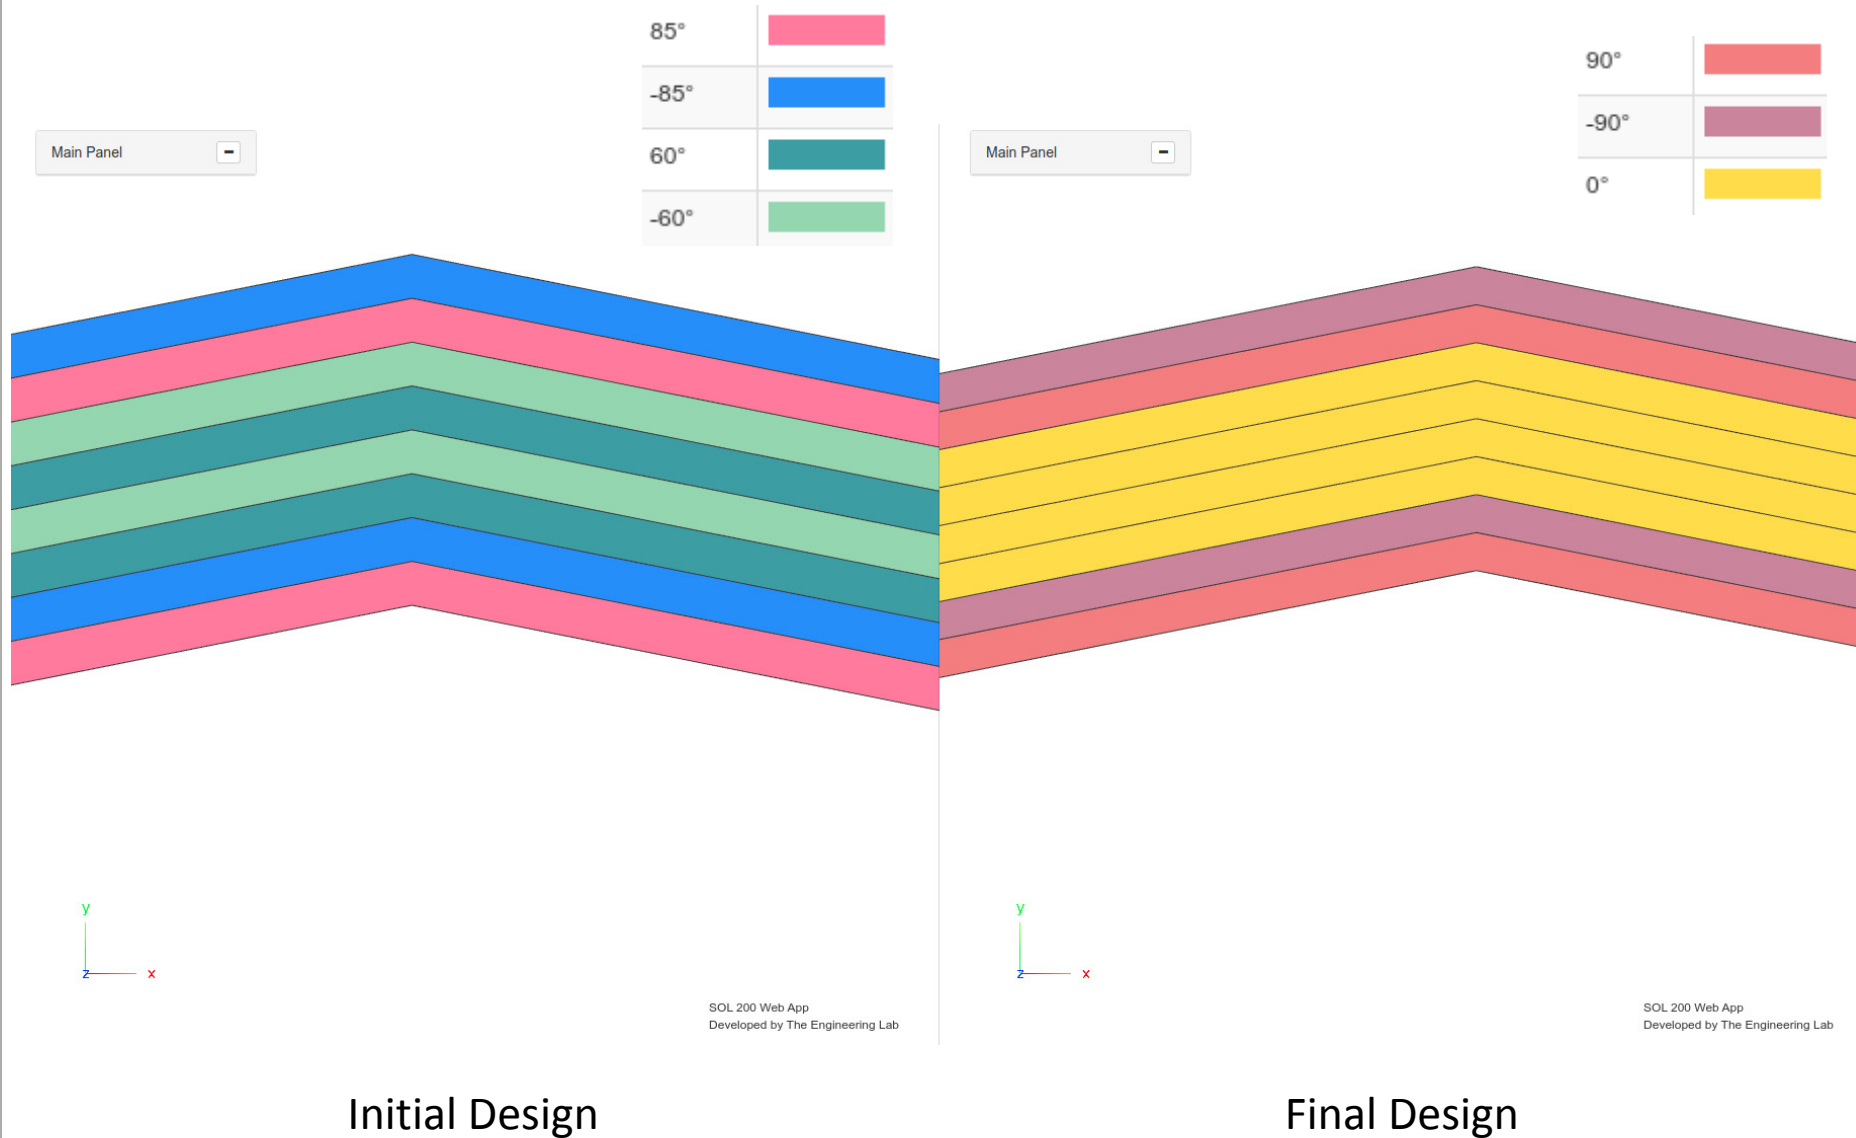 85°
-85°
60°
-60°
Main Panel
90°
-90°
0°
Main Panel
y
z x
y
z x
SOL 200 Web App
Developed by The Engineering Lab
SOL 200 Web App
Developed by The Engineering Lab
Initial Design
Final Design